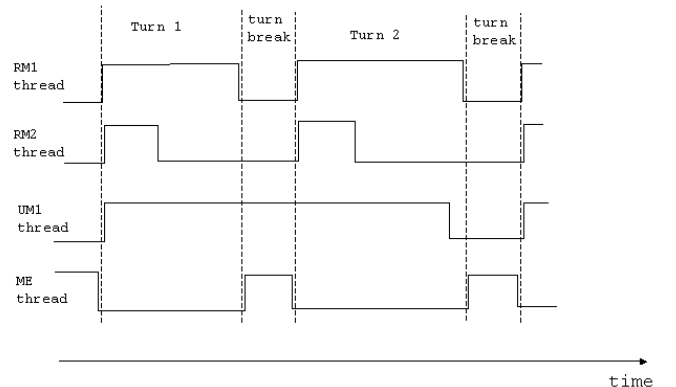 Turn 1
turn
break
Turn 2
turn
break
RM1
thread
RM2
thread
UM1
thread
ME
thread
time